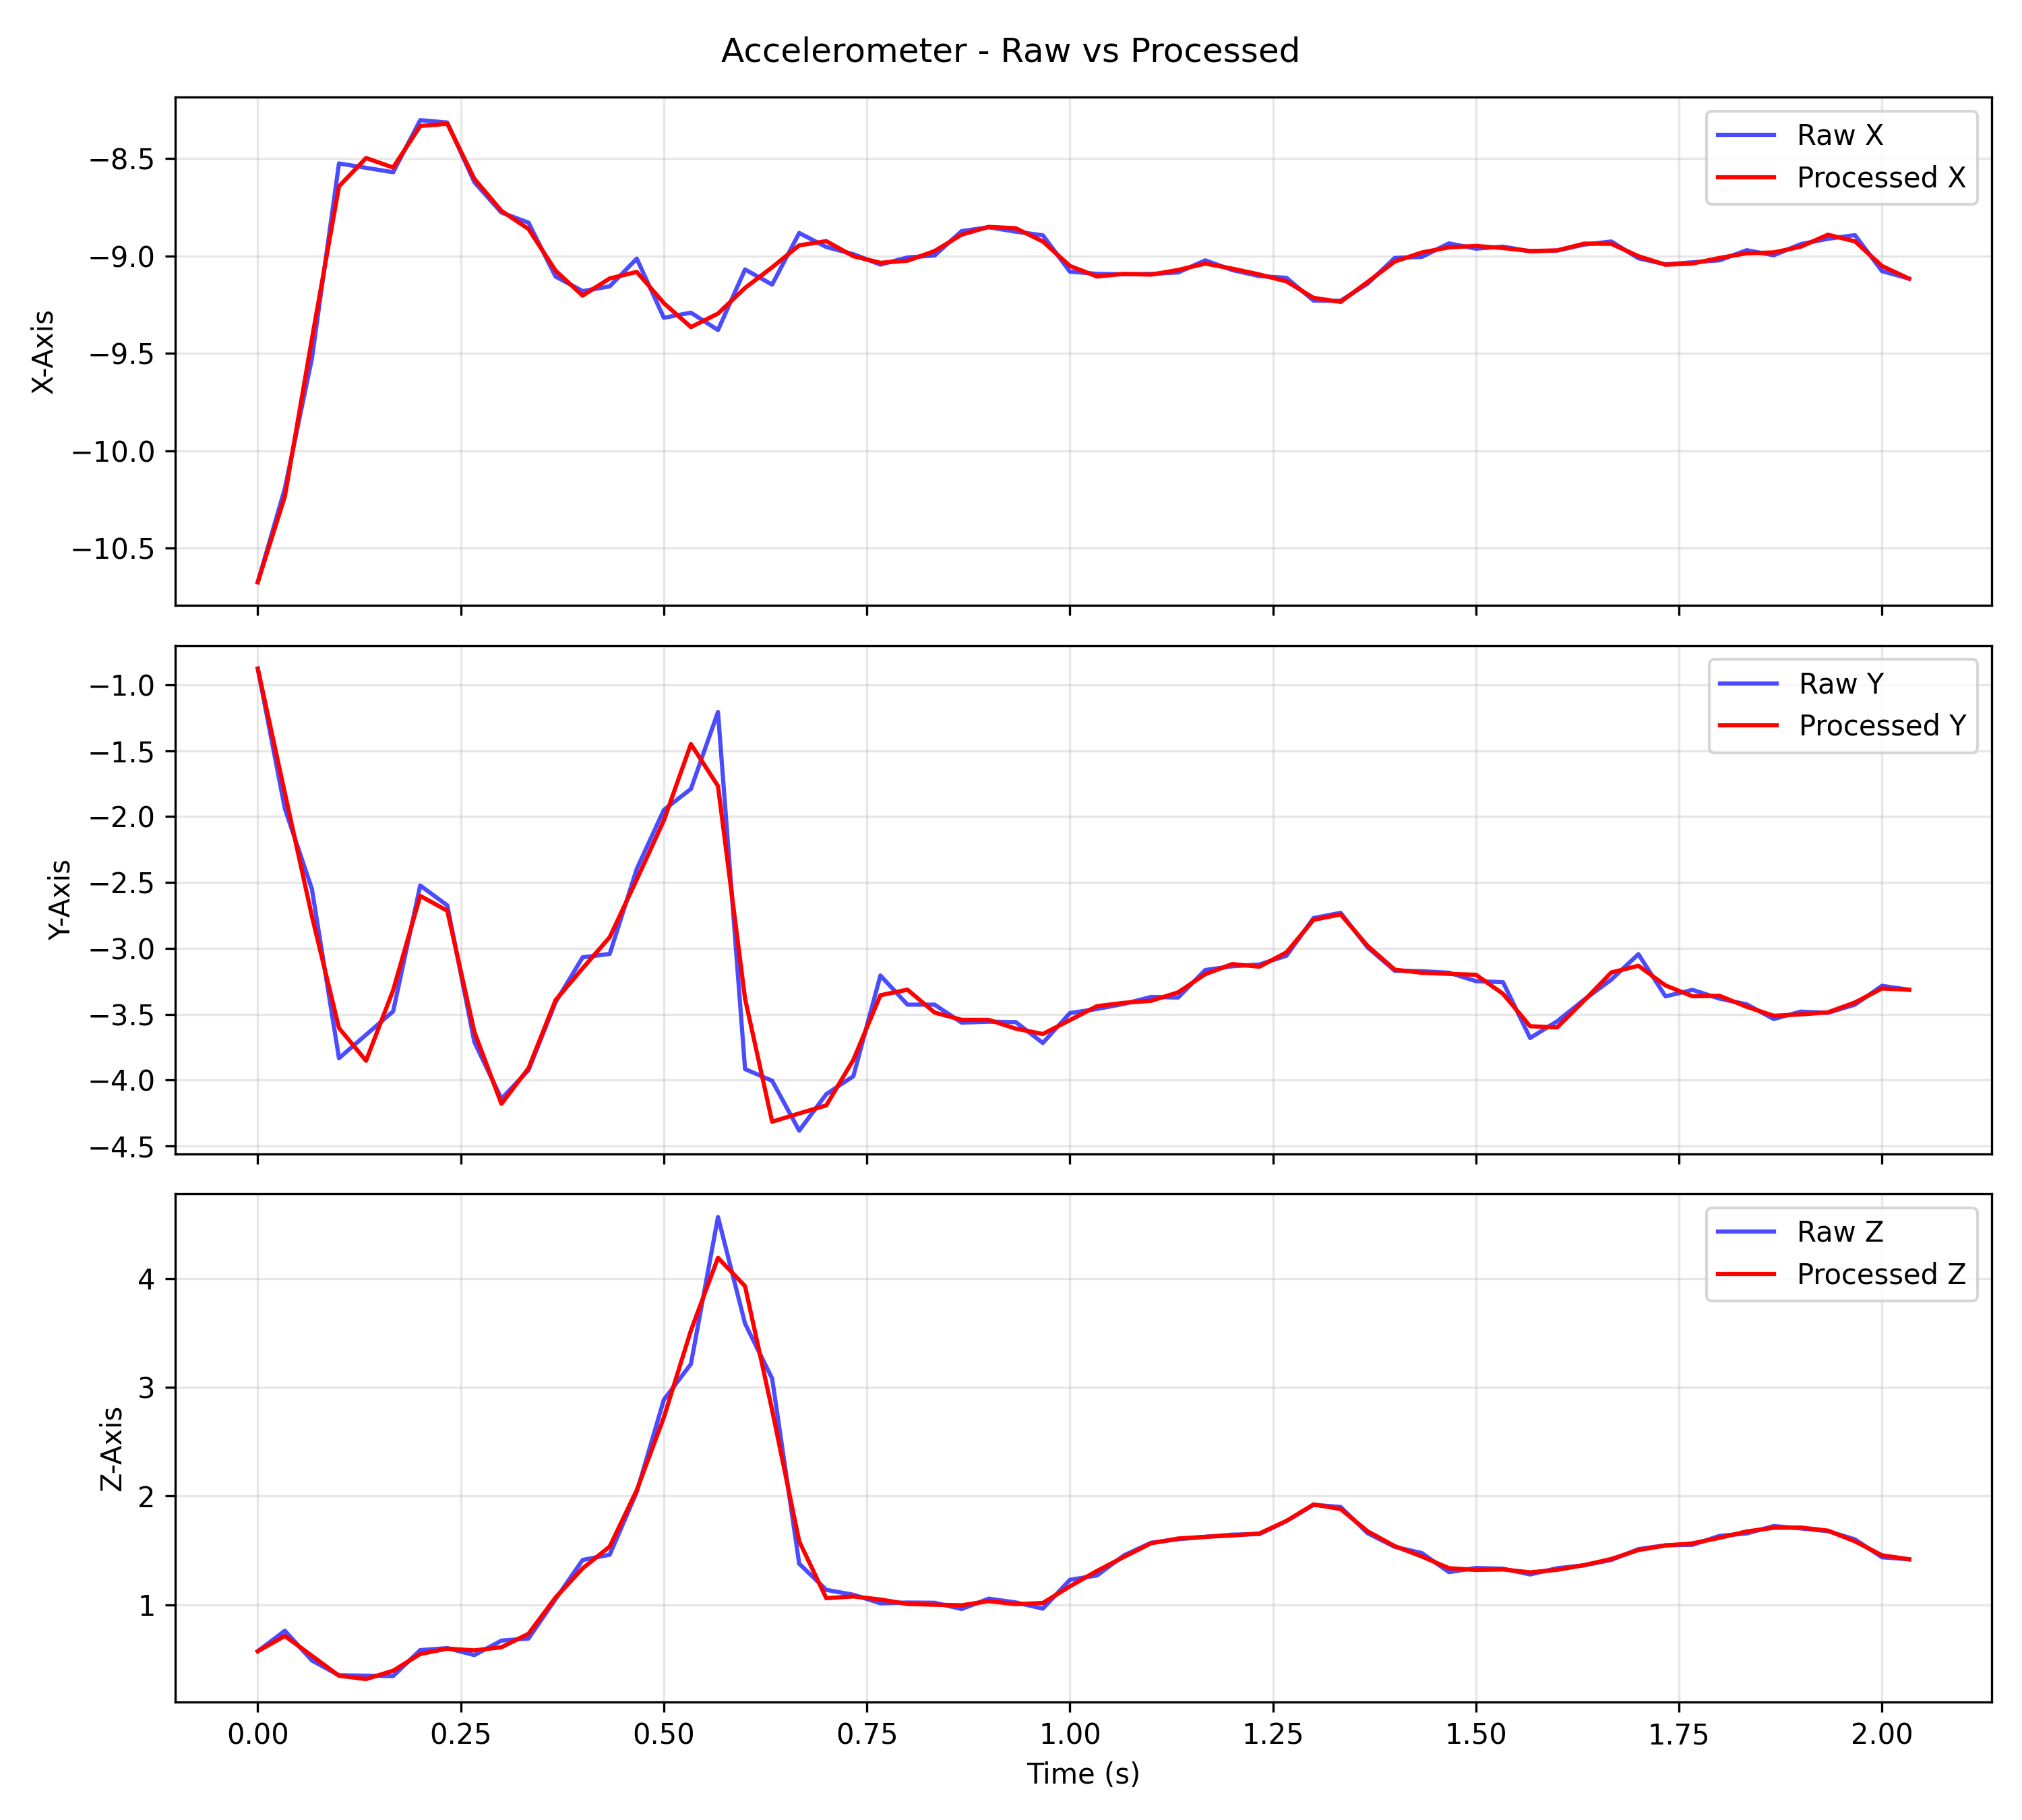 Accelerometer - Raw vs Processed
X-Axis
−8.5
−9.0
−9.5
−10.0
−10.5
Raw X
Processed X
Y-Axis
−1.0
−1.5
−2.0
−2.5
−3.0
−3.5
−4.0
−4.5
Raw Y
Processed Y
Z-Axis
4
3
2
1
Raw Z
Processed Z
0.00 0.25 0.50 0.75 1.00 1.25 1.50 1.75 2.00
Time (s)